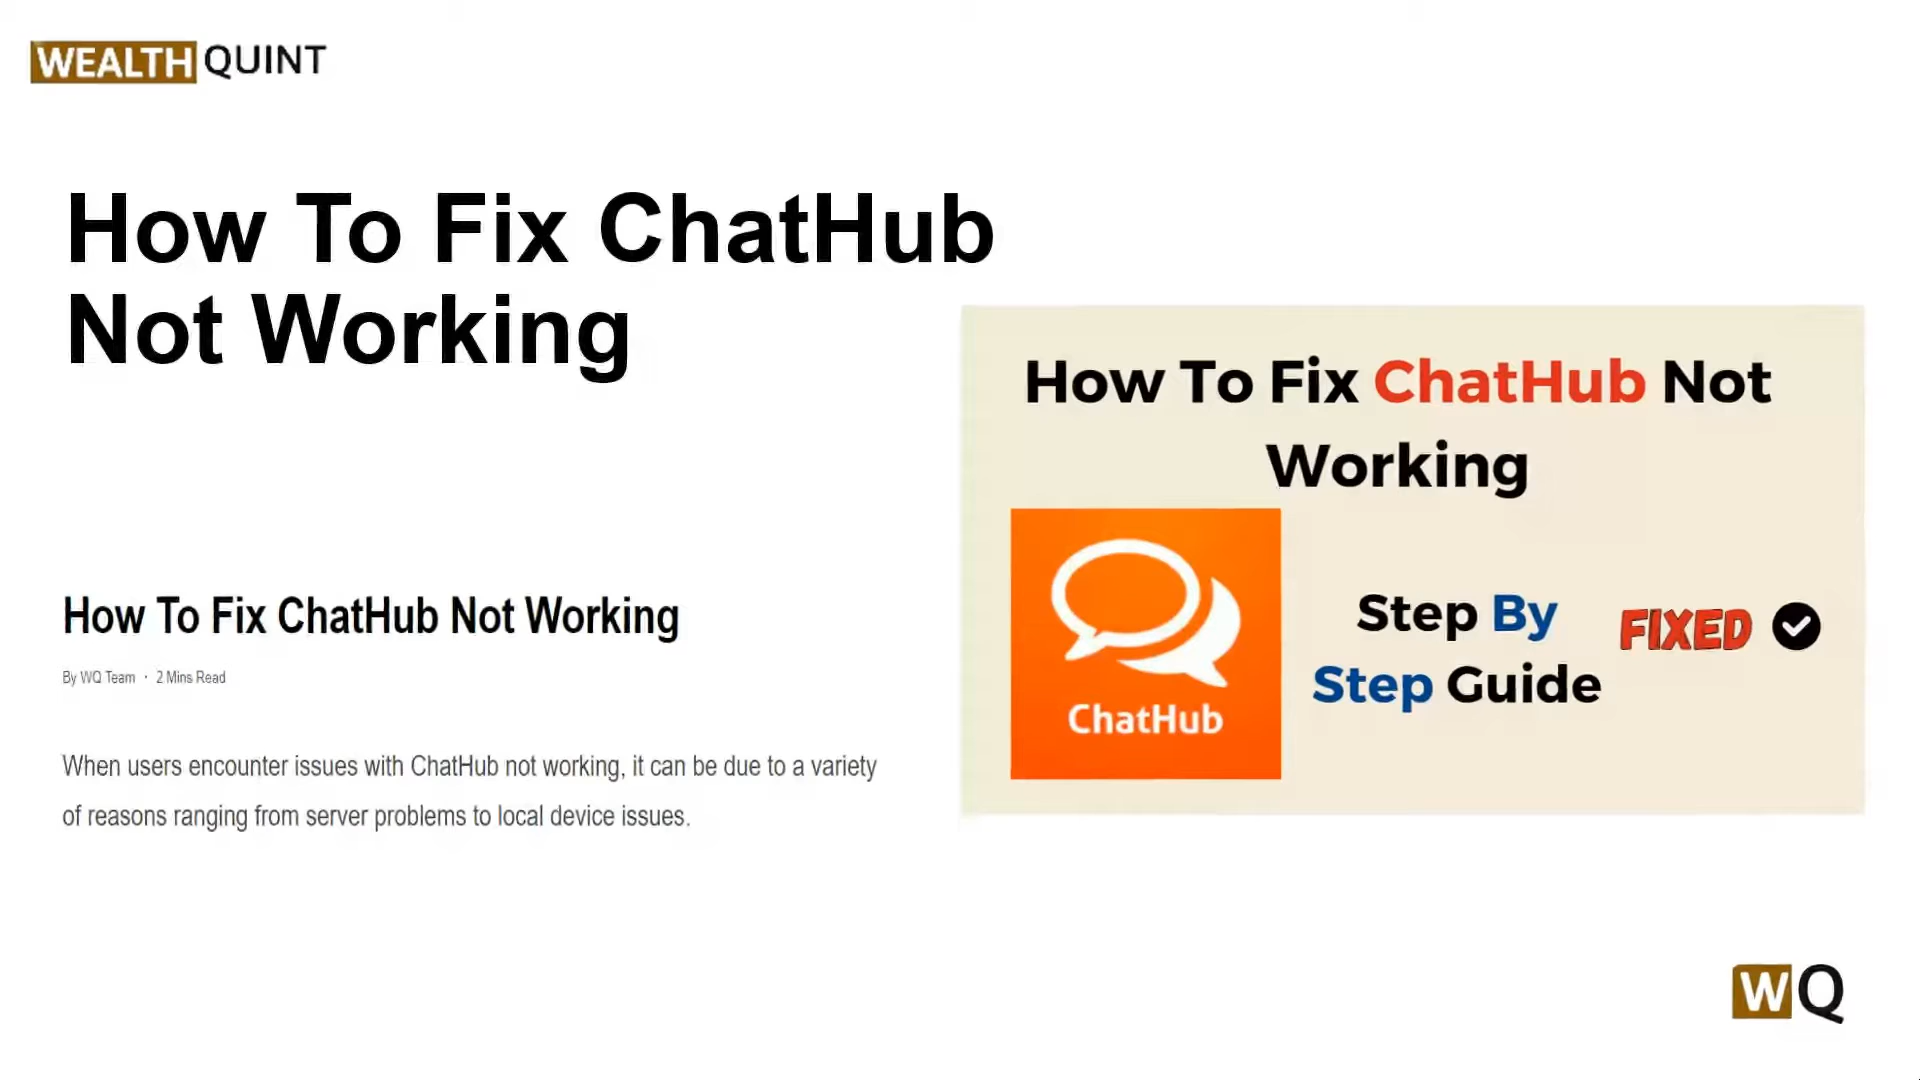 WEALTH QUINT
How To Fix ChatHub
Not Working
How To Fix ChatHub Not Working
By WQ Team · 2 Mins Read
When users encounter issues with ChatHub not working, it can be due to a variety
of reasons ranging from server problems to local device issues.
How To Fix ChatHub Not
Working
ChatHub
Step By
Step Guide
FIXED
WQ